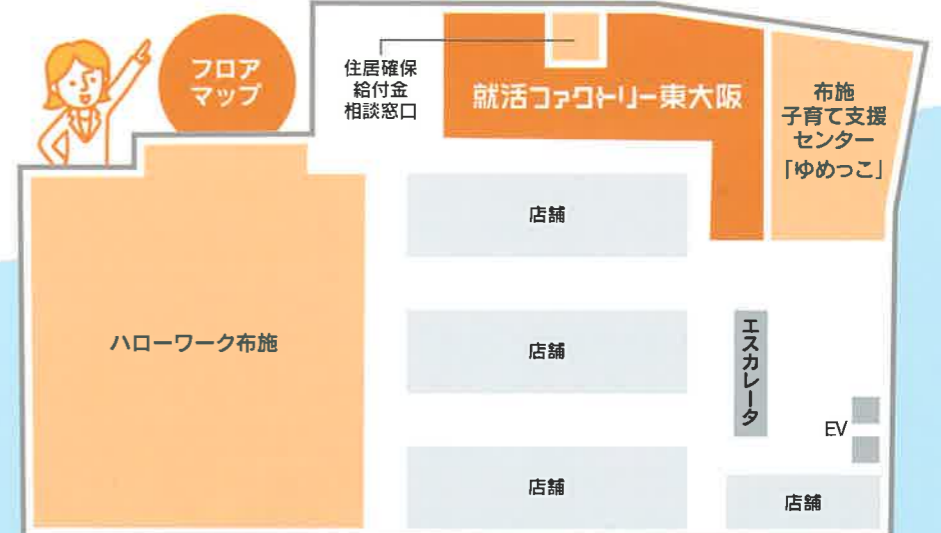 フロア
マップ
住居確保
給付金
相談窓口
就活ファクトリー東大阪
布施
子育て支援
センター
「ゆめっこ」
店舗
ハローワーク布施
店舗
エスカレータ
EV
店舗
店舗